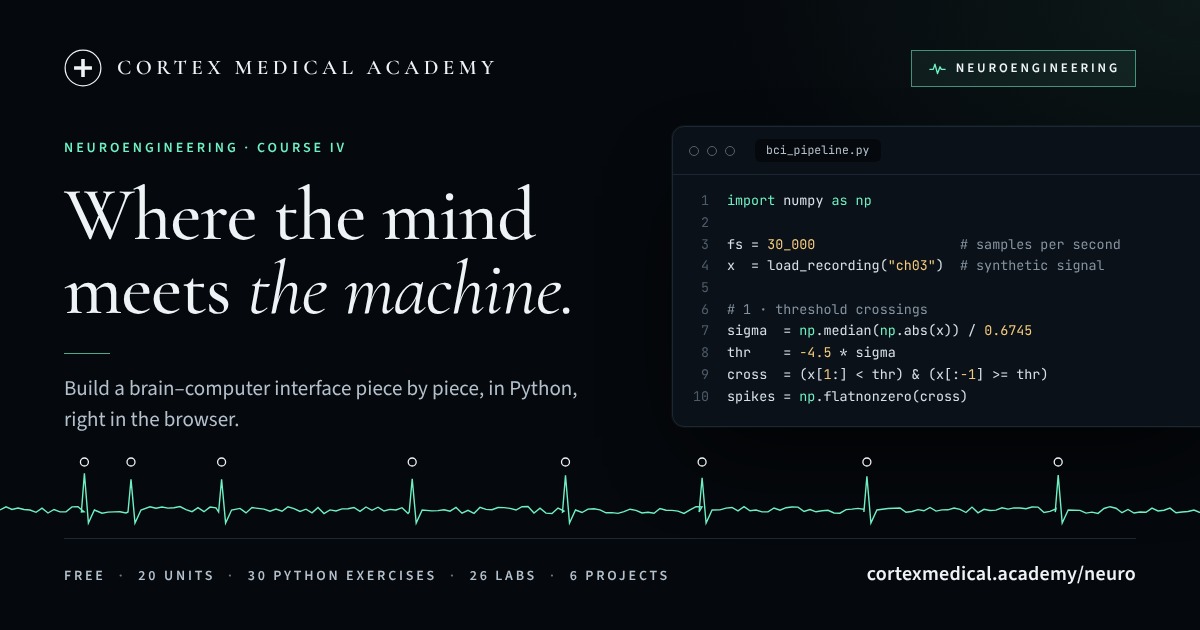 CORTEX MEDICAL ACADEMY
NEUROENGINEERING
NEUROENGINEERING · COURSE IV
Where the mind
meets the machine.
Build a brain–computer interface piece by piece, in Python,
right in the browser.
bci_pipeline.py
1 import numpy as np
2
3 fs = 30_000                  # samples per second
4 x  = load_recording("ch03")  # synthetic signal
5
6 # 1 · threshold crossings
7 sigma  = np.median(np.abs(x)) / 0.6745
8 thr    = -4.5 * sigma
9 cross  = (x[1:] < thr) & (x[:-1] >= thr)
10 spikes = np.flatnonzero(cross)
FREE · 20 UNITS · 30 PYTHON EXERCISES · 26 LABS · 6 PROJECTS
cortexmedical.academy/neuro